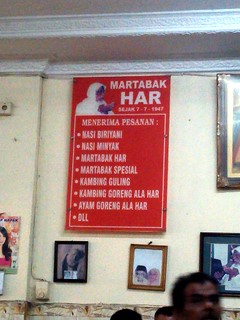 MARTABAK
HAR
SEJAK 7 - 7 - 1947
MENERIMA PESANAN :
• NASI BIRIYANI
• NASI MINYAK
• MARTABAK HAR
• MARTABAK SPESIAL
• KAMBING GULING
• KAMBING GORENG ALA HAR
• AYAM GORENG ALA HAR
• DLL